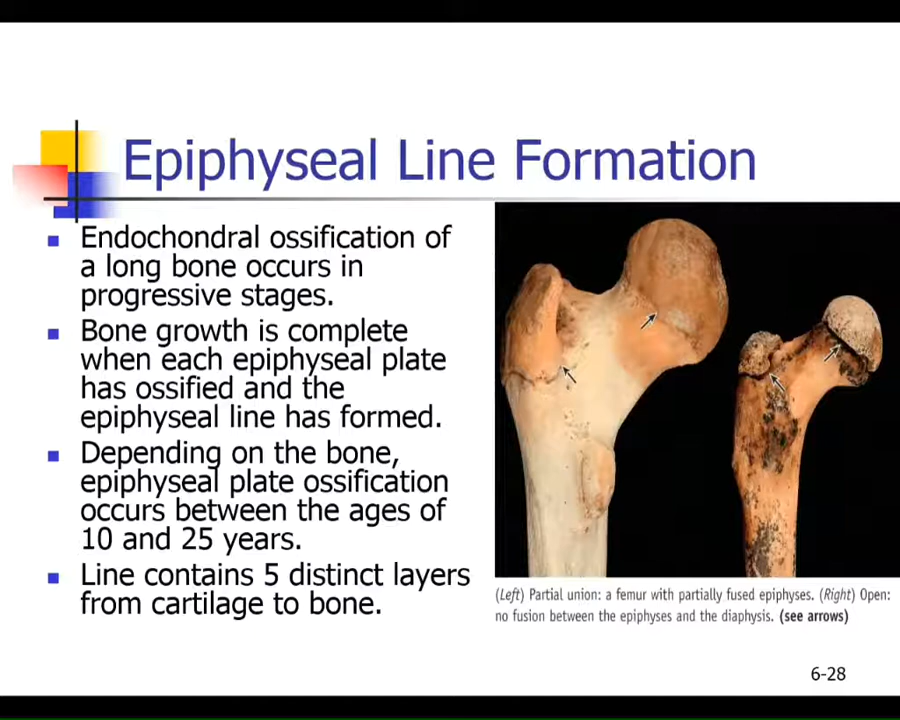 Epiphyseal Line Formation
Endochondral ossification of
a long bone occurs in
progressive stages.
Bone growth is complete
when each epiphyseal plate
has ossified and the
epiphyseal line has formed.
Depending on the bone,
epiphyseal plate ossification
occurs between the ages of
10 and 25 years.
Line contains 5 distinct layers
from cartilage to bone.
(Left) Partial union: a femur with partially fused epiphyses. (Right) Open:
no fusion between the epiphyses and the diaphysis. (see arrows)
6-28